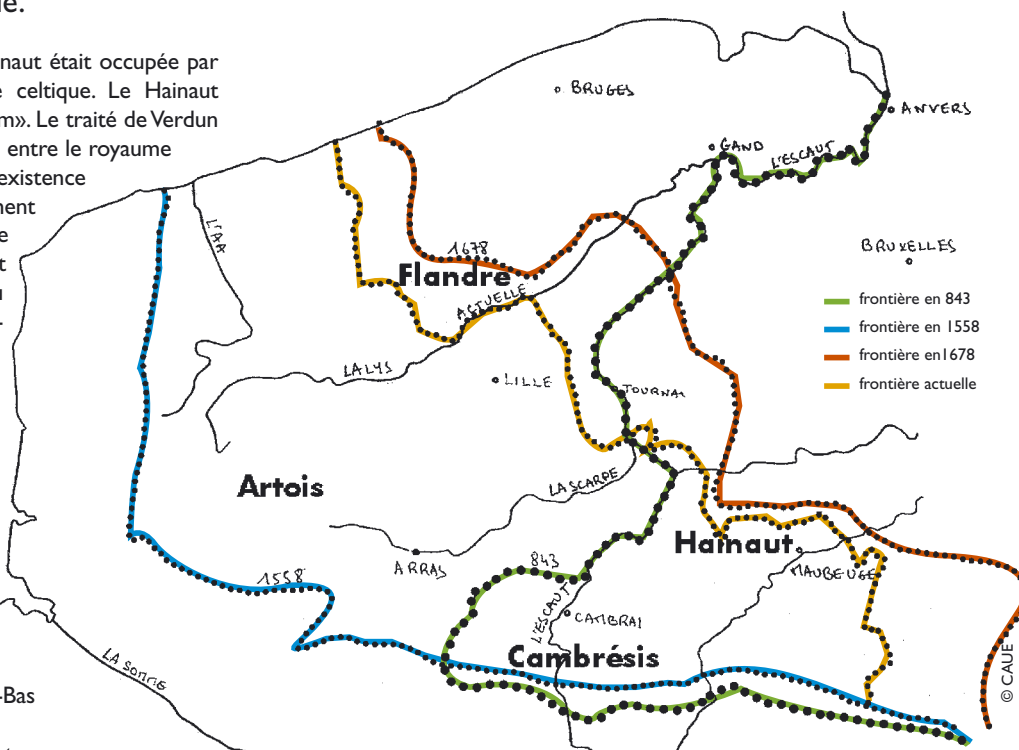 e.
naut était occupée par
e celtique. Le Hainaut
m». Le traité de Verdun
entre le royaume
existence
ment
e
t
u
-
BRUGES
ANVERS
GAND
L'ESCAUT
L'AA
1678
Flandre
BRUXELLES
ACTUELLE
frontière en 843
frontière en 1558
frontière en1678
frontière actuelle
LA LYS
LILLE
TOURNAI
Artois
LA SCARPE
Hainaut
ARRAS
843
MAUBEUGE
1558
L'ESCAUT
CAMBRAI
Cambrésis
LA SOMME
-Bas
© CAUE